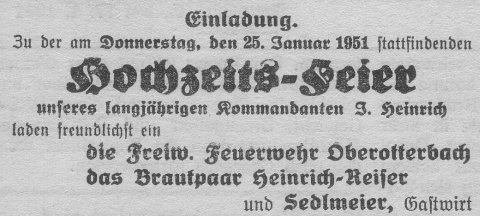 Einladung.
Zu der am Donnerstag, den 25. Januar 1951 stattfindenden
Hochzeits-Feier
unseres langjährigen Kommandanten J. Heinrich
laden freundlichst ein
die Freiw. Feuerwehr Oberotterbach
das Brautpaar Heinrich-Reiser
und Sedlmeier, Gastwirt